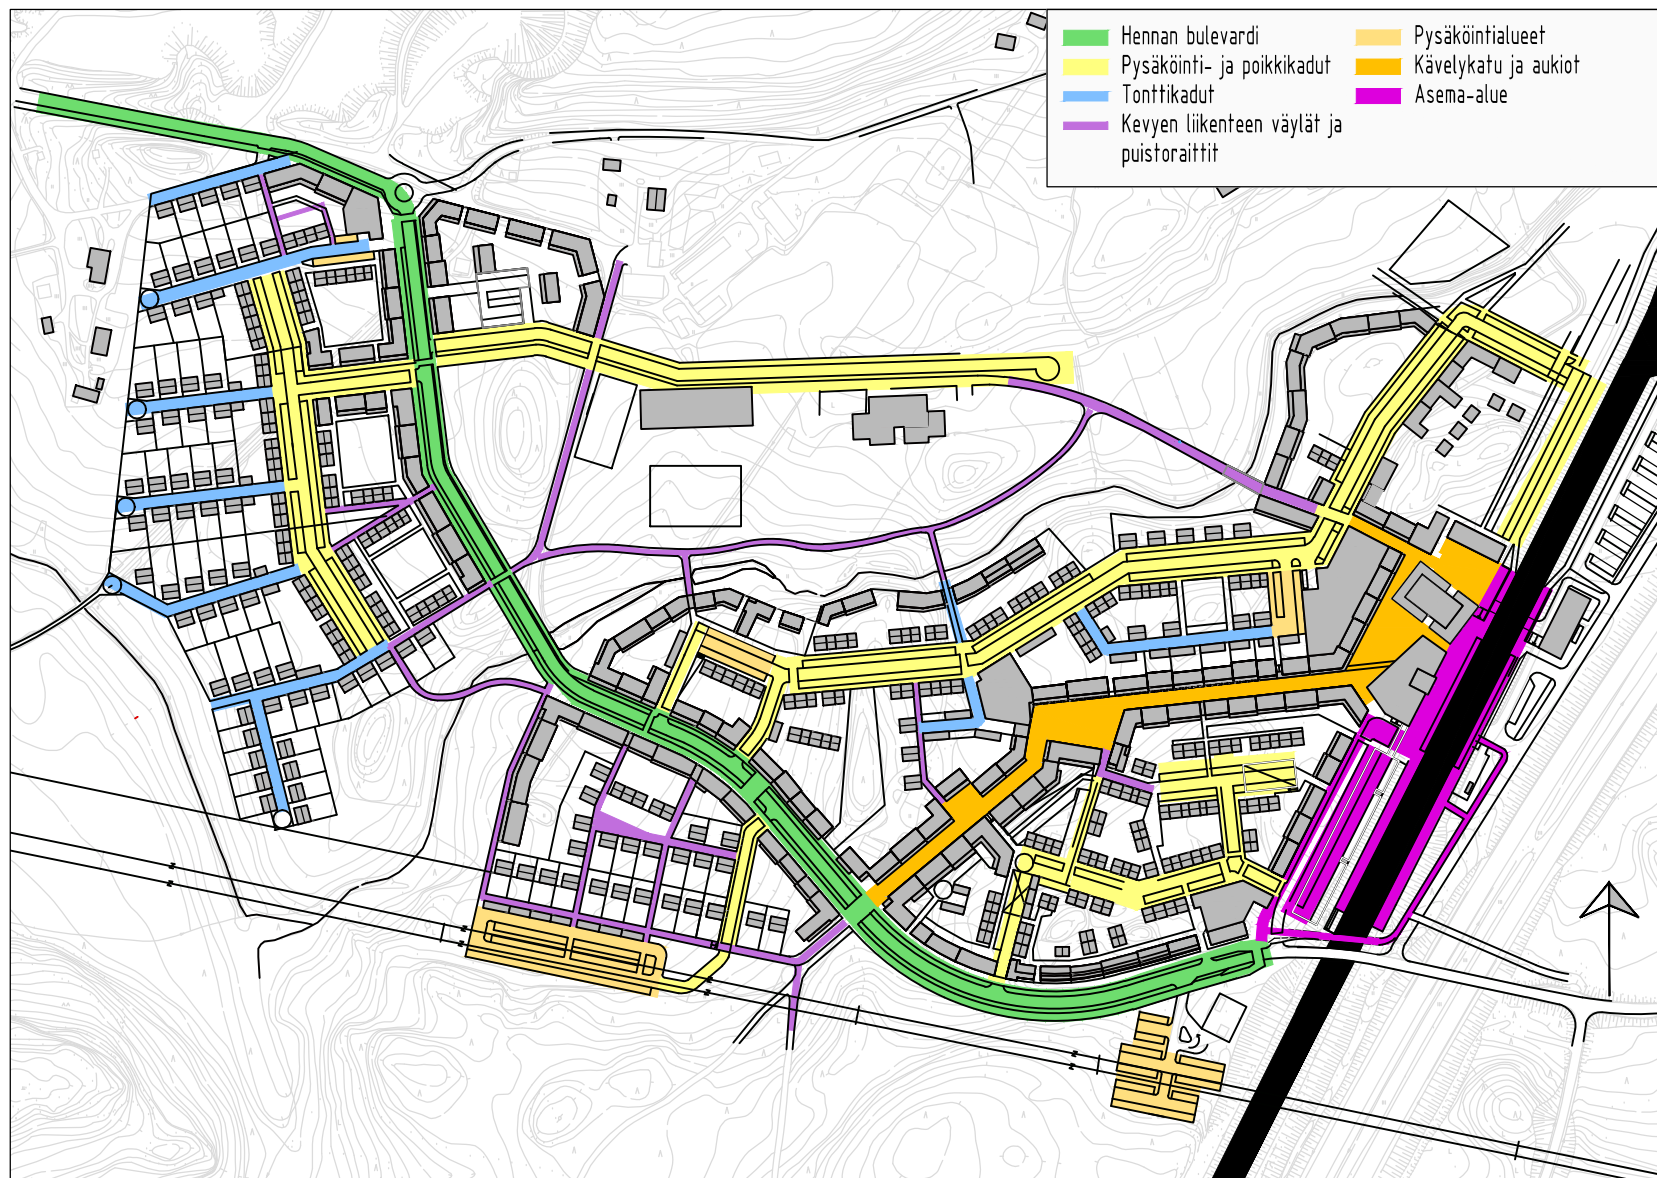 Hennan bulevardi
Pysäköinti- ja poikkikadut
Tonttikadut
Kevyen liikenteen väylät ja
puistoraittit
Pysäköintialueet
Kävelykatu ja aukiot
Asema-alue